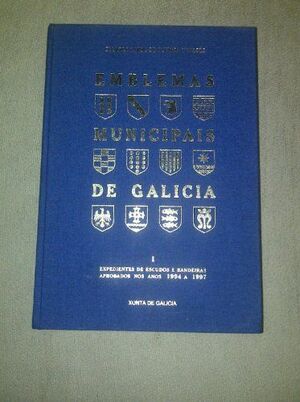 EMBLEMAS
MUNICIPAIS
DE GALICIA
I
EXPEDIENTES DE ESCUDOS E BANDEIRAS
APROBADOS NOS ANOS 1994 A 1997
XUNTA DE GALICIA